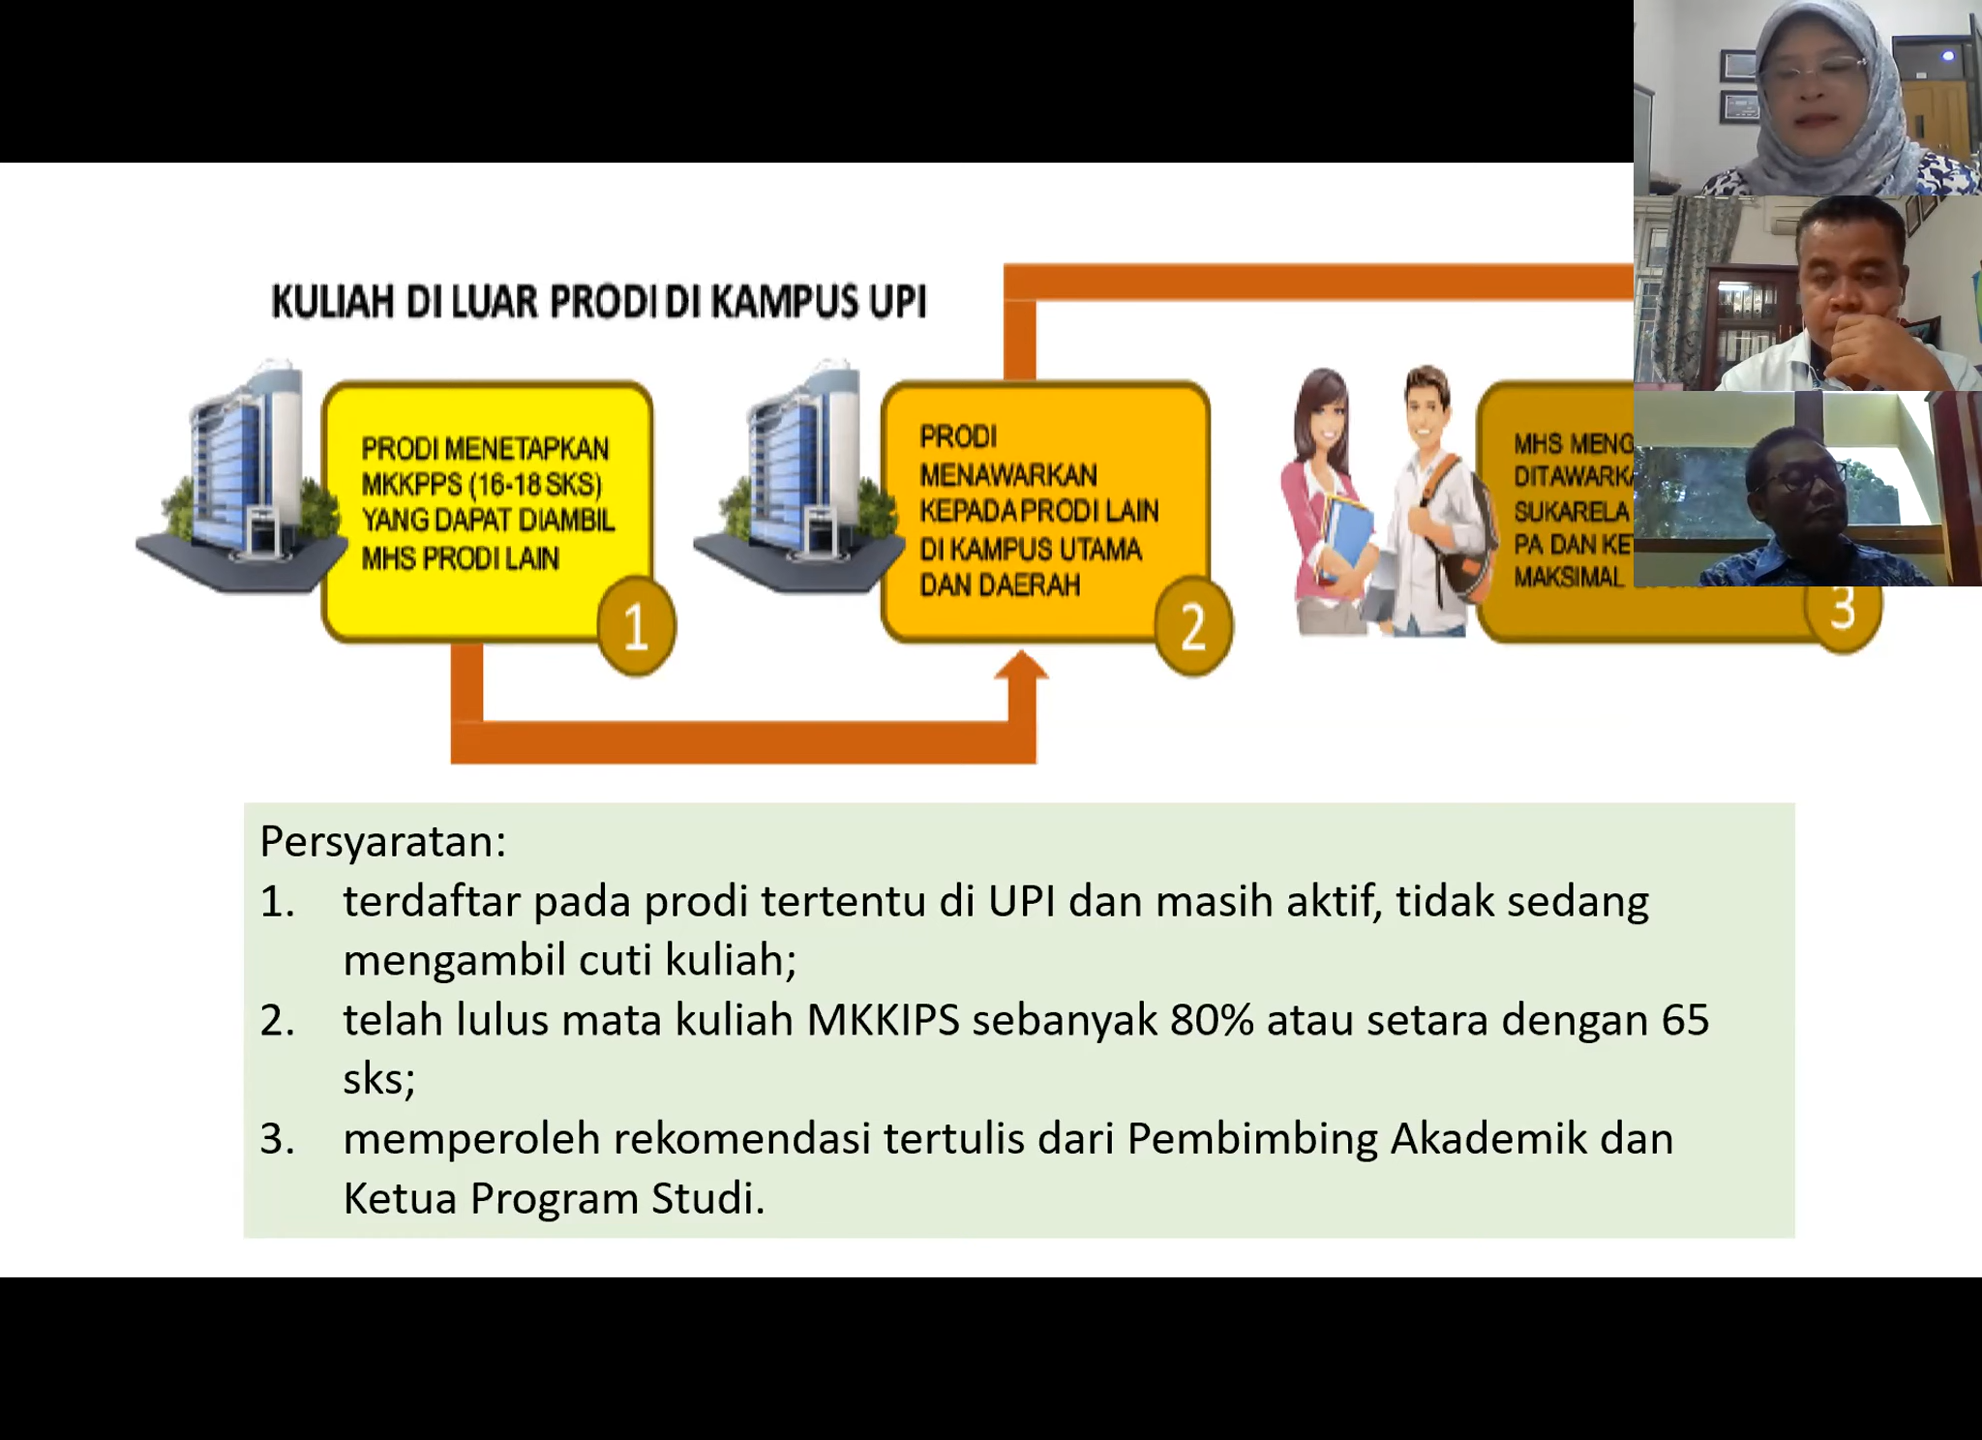 KULIAH DI LUAR PRODI DI KAMPUS UPI
PRODI MENETAPKAN
MKKPPS (16-18 SKS)
YANG DAPAT DIAMBIL
MHS PRODI LAIN
1
PRODI
MENAWARKAN
KEPADA PRODI LAIN
DI KAMPUS UTAMA
DAN DAERAH
2
MHS
SUKARELA
PA DAN
MAKSIMAL
3
Persyaratan:
1. terdaftar pada prodi tertentu di UPI dan masih aktif, tidak sedang
mengambil cuti kuliah;
2. telah lulus mata kuliah MKKIPS sebanyak 80% atau setara dengan 65
sks;
3. memperoleh rekomendasi tertulis dari Pembimbing Akademik dan
Ketua Program Studi.